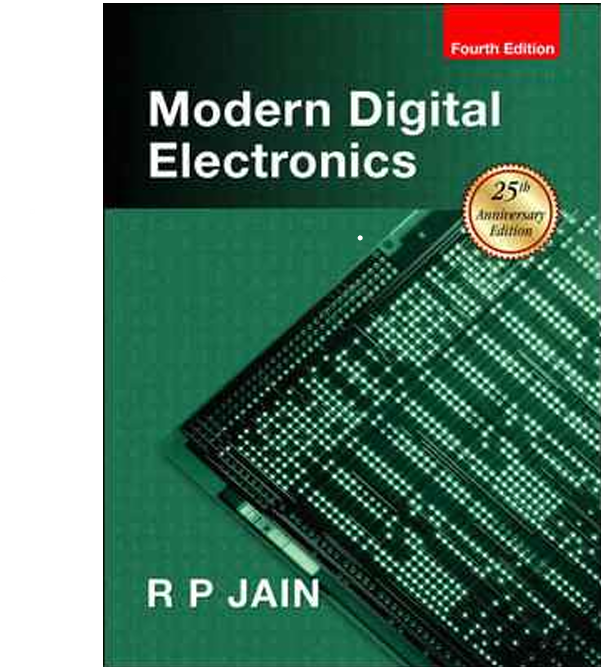 Fourth Edition
Modern Digital
Electronics
25th
Anniversary
Edition
R P JAIN